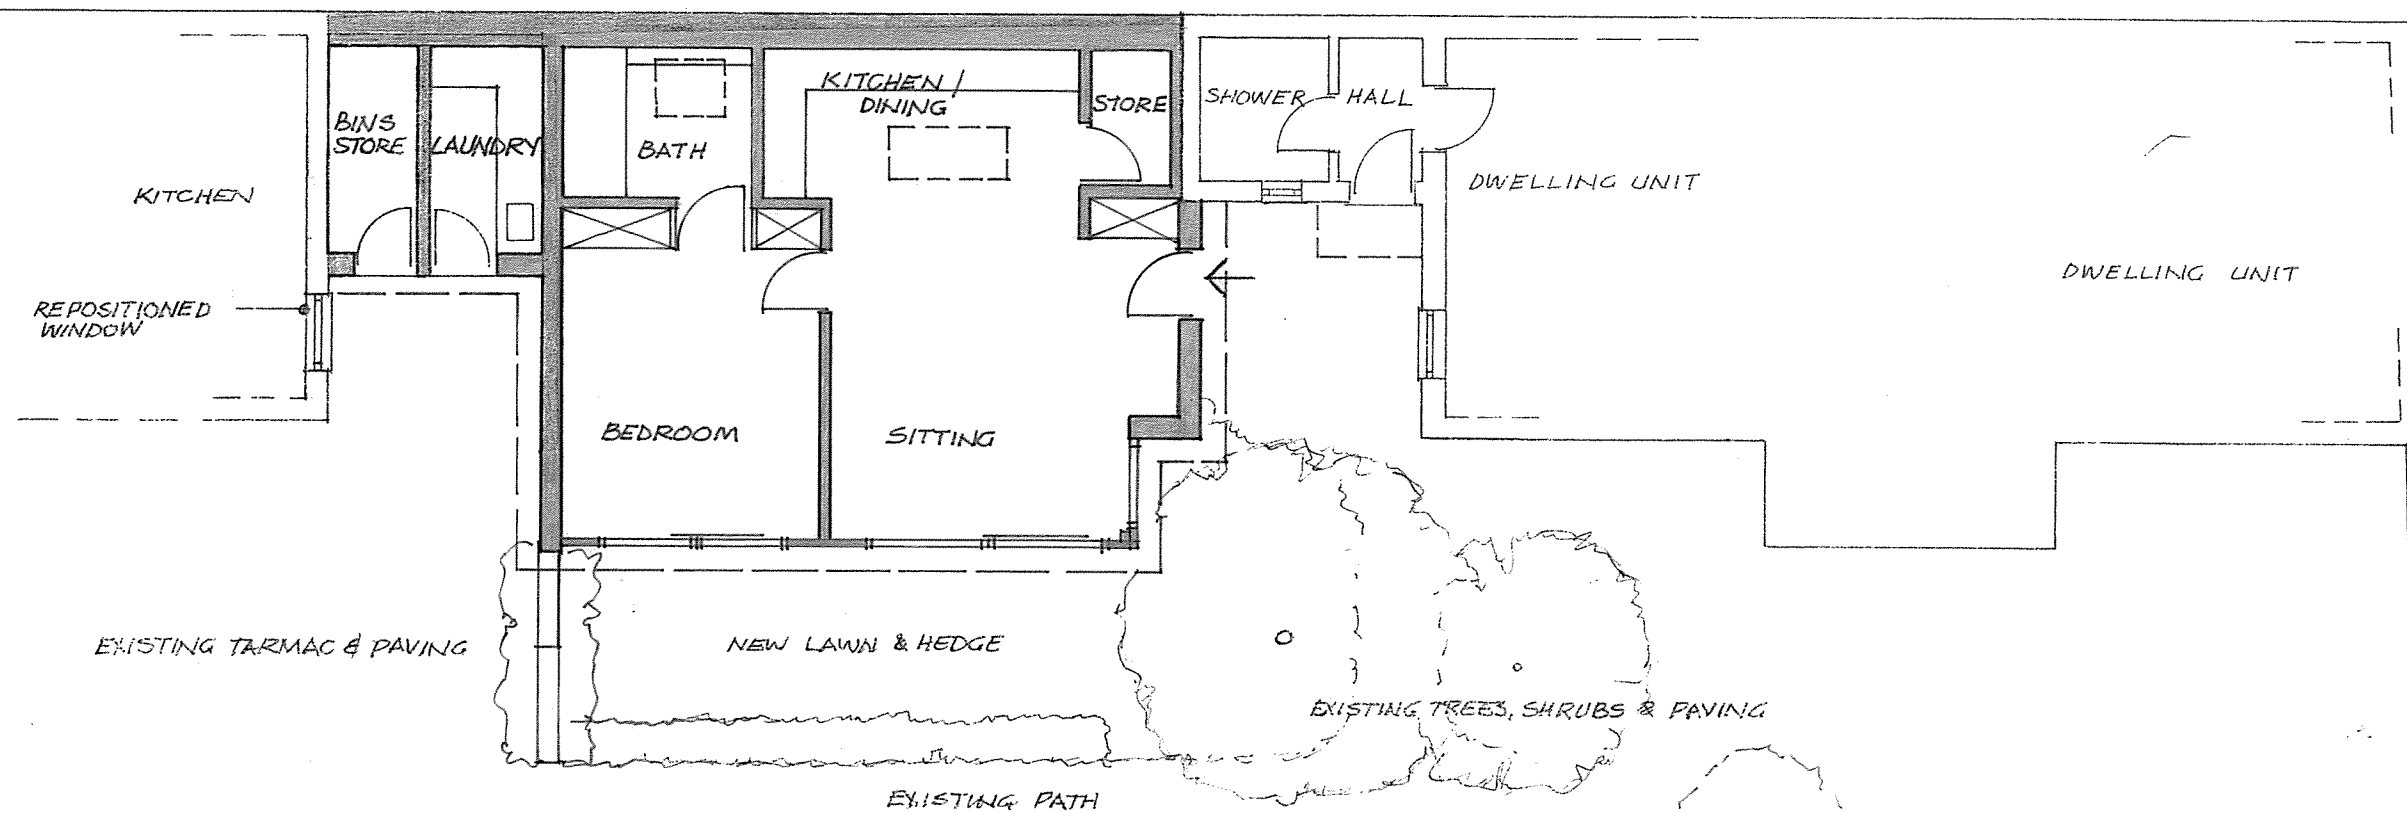 KITCHEN
BINS
STORE
LAUNDRY
BATH
KITCHEN /
DINING
STORE
SHOWER
HALL
DWELLING UNIT
DWELLING UNIT
REPOSITIONED
WINDOW
BEDROOM
SITTING
EXISTING TARMAC & PAVING
NEW LAWN & HEDGE
EXISTING TREES, SHRUBS & PAVING
EXISTING PATH